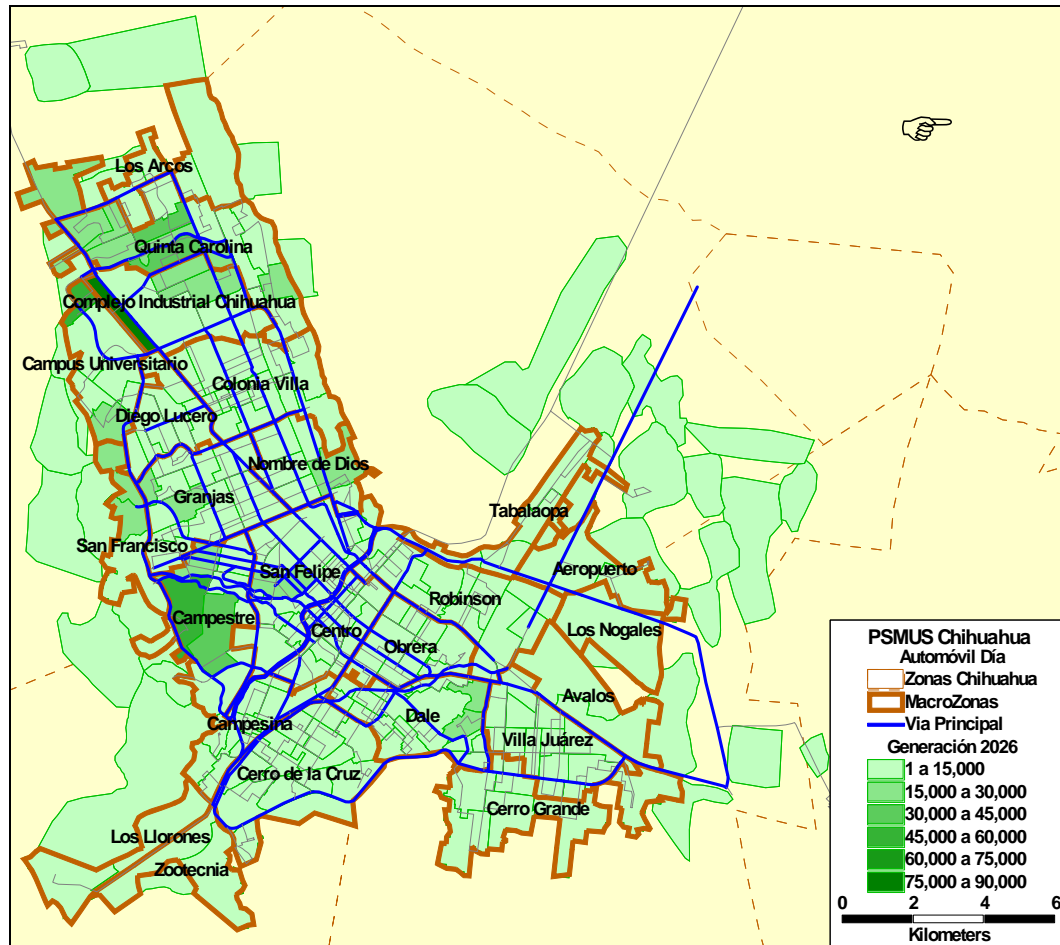 Los Arcos
Quinta Carolina
Complejo Industrial Chihuahua
Campus Universitario
Colonia Villa
Diego Lucero
Nombre de Dios
Granjas
Tabalaopa
San Francisco
San Felipe
Aeropuerto
Robinson
Campestre
Centro
Los Nogales
Obrera
Avalos
Campesina
Dale
Villa Juárez
Cerro de la Cruz
Cerro Grande
Los Llorones
Zootecnia
PSMUS Chihuahua
Automóvil Día
Zonas Chihuahua
MacroZonas
Via Principal
Generación 2026
1 a 15,000
15,000 a 30,000
30,000 a 45,000
45,000 a 60,000
60,000 a 75,000
75,000 a 90,000
0 2 4 6
Kilometers